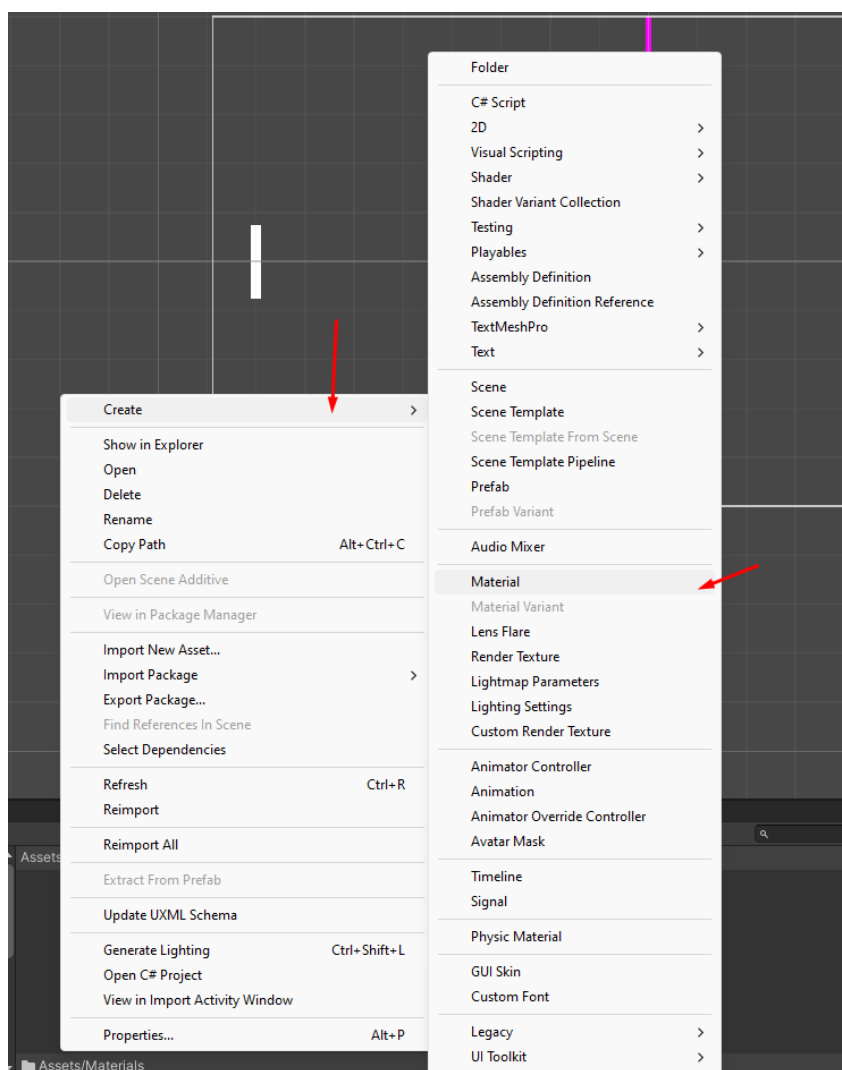 Folder
C# Script
2D
Visual Scripting
Shader
Shader Variant Collection
Testing
Playables
Assembly Definition
Assembly Definition Reference
TextMeshPro
Text
Scene
Scene Template
Scene Template From Scene
Scene Template Pipeline
Prefab
Prefab Variant
Audio Mixer
Material
Material Variant
Lens Flare
Render Texture
Lightmap Parameters
Lighting Settings
Custom Render Texture
Animator Controller
Animation
Animator Override Controller
Avatar Mask
Timeline
Signal
Physic Material
GUI Skin
Custom Font
Legacy
UI Toolkit
Create
Show in Explorer
Open
Delete
Rename
Copy Path Alt+Ctrl+C
Open Scene Additive
View in Package Manager
Import New Asset...
Import Package
Export Package...
Find References In Scene
Select Dependencies
Refresh Ctrl+R
Reimport
Reimport All
Extract From Prefab
Update UXML Schema
Generate Lighting Ctrl+Shift+L
Open C# Project
View in Import Activity Window
Properties... Alt+P
Assets
Assets/Materials